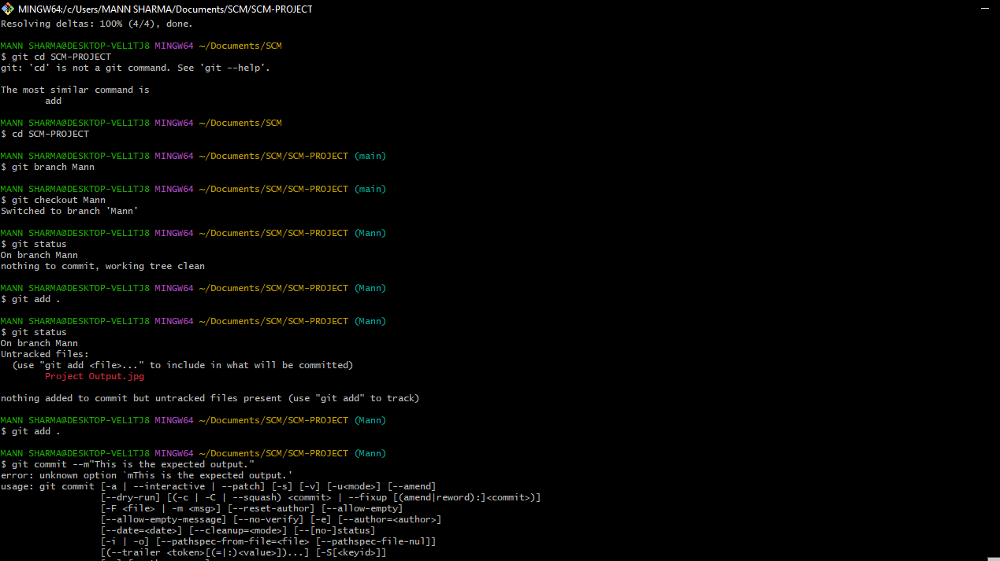 MINGW64:/c/Users/MANN SHARMA/Documents/SCM/SCM-PROJECT
Resolving deltas: 100% (4/4), done.
MANN SHARMA@DESKTOP-VEL1TJ8 MINGW64 ~/Documents/SCM
$ git cd SCM-PROJECT
git: 'cd' is not a git command. See 'git --help'.
The most similar command is
add
MANN SHARMA@DESKTOP-VEL1TJ8 MINGW64 ~/Documents/SCM
$ cd SCM-PROJECT
MANN SHARMA@DESKTOP-VEL1TJ8 MINGW64 ~/Documents/SCM/SCM-PROJECT (main)
$ git branch Mann
MANN SHARMA@DESKTOP-VEL1TJ8 MINGW64 ~/Documents/SCM/SCM-PROJECT (main)
$ git checkout Mann
Switched to branch 'Mann'
MANN SHARMA@DESKTOP-VEL1TJ8 MINGW64 ~/Documents/SCM/SCM-PROJECT (Mann)
$ git status
On branch Mann
nothing to commit, working tree clean
MANN SHARMA@DESKTOP-VEL1TJ8 MINGW64 ~/Documents/SCM/SCM-PROJECT (Mann)
$ git add .
MANN SHARMA@DESKTOP-VEL1TJ8 MINGW64 ~/Documents/SCM/SCM-PROJECT (Mann)
$ git status
On branch Mann
Untracked files:
(use "git add <file>..." to include in what will be committed)
Project Output.jpg
nothing added to commit but untracked files present (use "git add" to track)
MANN SHARMA@DESKTOP-VEL1TJ8 MINGW64 ~/Documents/SCM/SCM-PROJECT (Mann)
$ git add .
MANN SHARMA@DESKTOP-VEL1TJ8 MINGW64 ~/Documents/SCM/SCM-PROJECT (Mann)
$ git commit --m"This is the expected output."
error: unknown option `mThis is the expected output.'
usage: git commit [-a | --interactive | --patch] [-s] [-v] [-u<mode>] [--amend]
[--dry-run] [(-c | -C | --squash) <commit> | --fixup [(amend|reword):]<commit>)]
[-F <file> | -m <msg>] [--reset-author] [--allow-empty]
[--allow-empty-message] [--no-verify] [-e] [--author=<author>]
[--date=<date>] [--cleanup=<mode>] [--[no-]status]
[-i | -o] [--pathspec-from-file=<file> [--pathspec-file-nul]]
[(--trailer <token>[(=|:)<value>])...] [-S[<keyid>]]